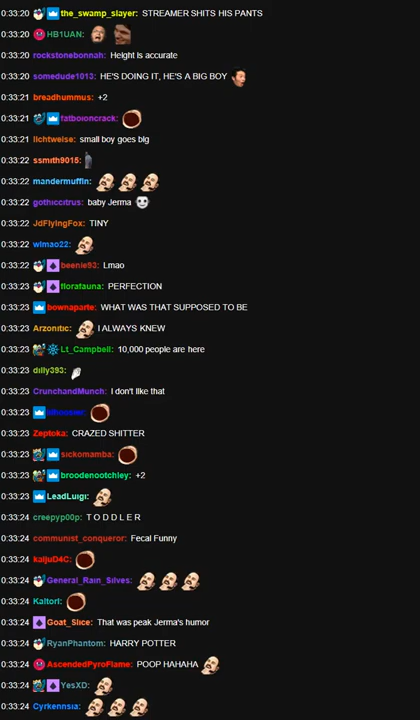 0:33:20 the_swamp_slayer: STREAMER SHITS HIS PANTS
0:33:20 HB1UAN:
0:33:20 rockstonebonnah: Height is accurate
0:33:20 somedude1013: HE'S DOING IT, HE'S A BIG BOY
0:33:21 breadhummus: +2
0:33:21 fatboioncrack:
0:33:21 lichtweise: small boy goes big
0:33:22 ssmith9015:
0:33:22 mandermuffin:
0:33:22 gothiccitrus: baby Jerma
0:33:22 JdFlyingFox: TINY
0:33:22 wlmao22:
0:33:22 beenie53: Lmao
0:33:23 florafauna: PERFECTION
0:33:23 bownaparte: WHAT WAS THAT SUPPOSED TO BE
0:33:23 Arzonitic: I ALWAYS KNEW
0:33:23 Lt_Campbell: 10,000 people are here
0:33:23 dilly393:
0:33:23 CrunchandMunch: I don't like that
0:33:23
0:33:23 Zeptoka: CRAZED SHITTER
0:33:23 sickomamba:
0:33:23 broodenootchley: +2
0:33:23 LeadLuigi:
0:33:24 creepyp00p: T O D D L E R
0:33:24 communist_conqueror: Fecal Funny
0:33:24 kaijuD4C:
0:33:24 General_Rain_Silves:
0:33:24 Kaltori:
0:33:24 Goat_Slice: That was peak Jerma's humor
0:33:24 RyanPhantom: HARRY POTTER
0:33:24 AscendedPyroFlame: POOP HAHAHA
0:33:24 YesXD:
0:33:24 Cyrkennsia: